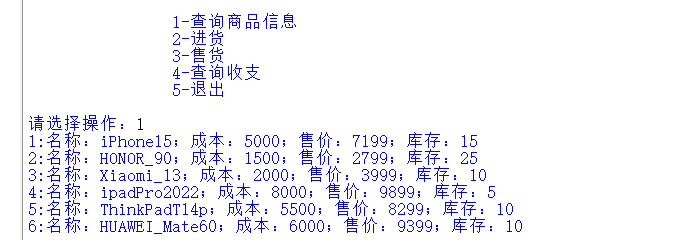 1-查询商品信息
2-进货
3-售货
4-查询收支
5-退出
请选择操作：1
1:名称：iPhone15；成本：5000；售价：7199；库存：15
2:名称：HONOR_90；成本：1500；售价：2799；库存：25
3:名称：Xiaomi_13；成本：2000；售价：3999；库存：10
4:名称：ipadPro2022；成本：8000；售价：9899；库存：5
5:名称：ThinkPadT14p；成本：5500；售价：8299；库存：10
6:名称：HUAWEI_Mate60；成本：6000；售价：9399；库存：10